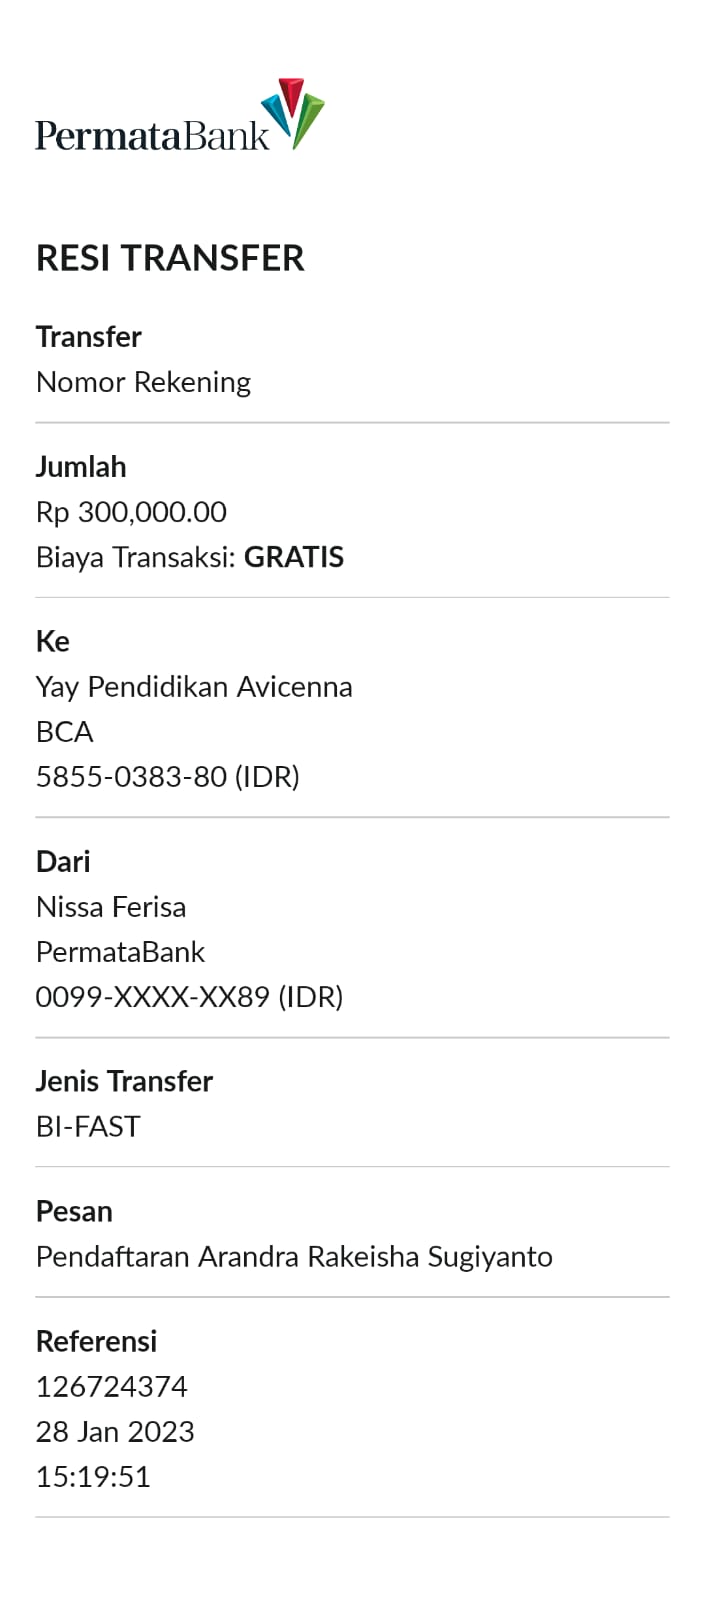 PermataBank
RESI TRANSFER
Transfer
Nomor Rekening
Jumlah
Rp 300,000.00
Biaya Transaksi: GRATIS
Ke
Yay Pendidikan Avicenna
BCA
5855-0383-80 (IDR)
Dari
Nissa Ferisa
PermataBank
0099-XXXX-XX89 (IDR)
Jenis Transfer
BI-FAST
Pesan
Pendaftaran Arandra Rakeisha Sugiyanto
Referensi
126724374
28 Jan 2023
15:19:51